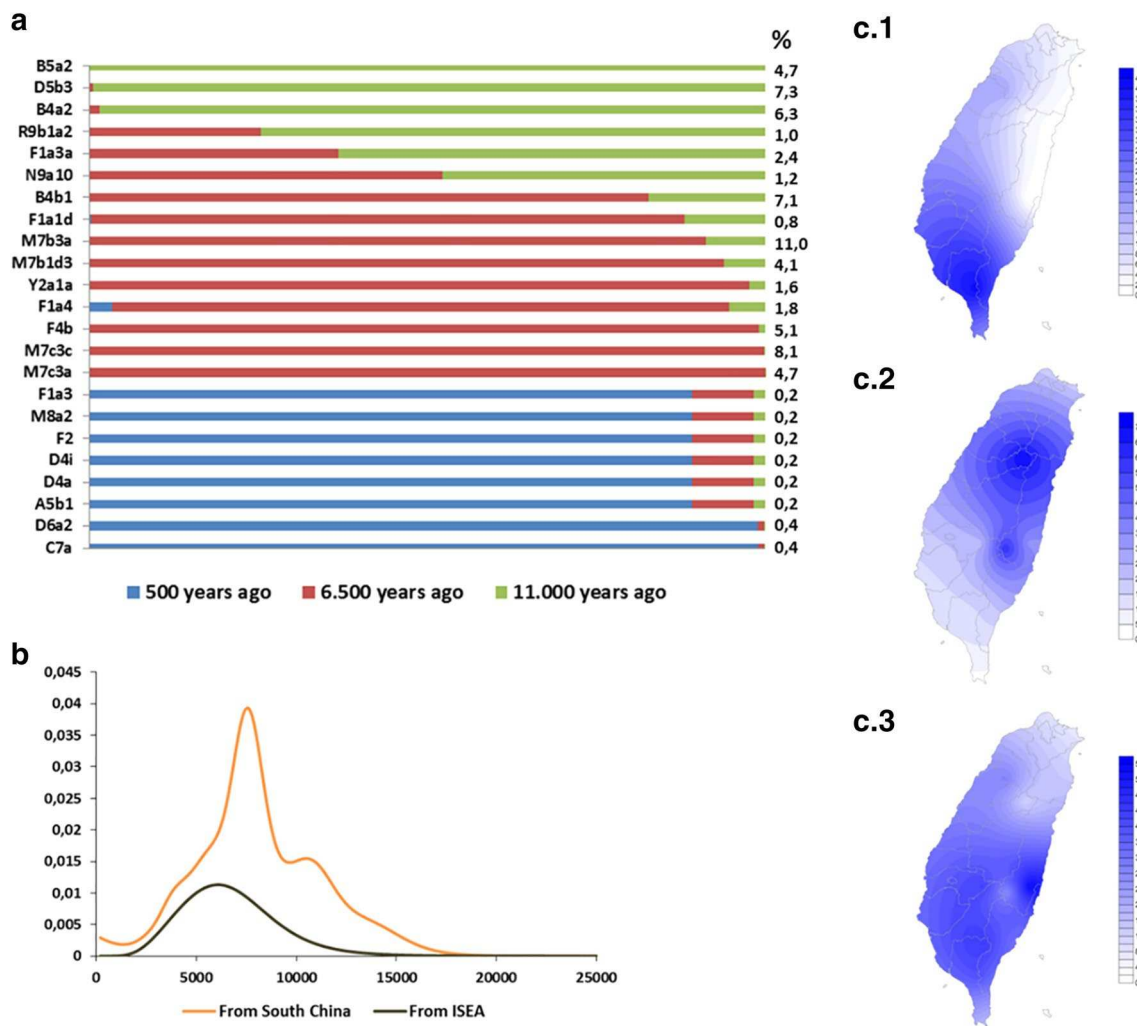 a
%
B5a2 4,7
D5b3 7,3
B4a2 6,3
R9b1a2 1,0
F1a3a 2,4
N9a10 1,2
B4b1 7,1
F1a1d 0,8
M7b3a 11,0
M7b1d3 4,1
Y2a1a 1,6
F1a4 1,8
F4b 5,1
M7c3c 8,1
M7c3a 4,7
F1a3 0,2
M8a2 0,2
F2 0,2
D4i 0,2
D4a 0,2
A5b1 0,2
D6a2 0,4
C7a 0,4
500 years ago 6.500 years ago 11.000 years ago
b
0,045
0,04
0,035
0,03
0,025
0,02
0,015
0,01
0,005
0
0 5000 10000 15000 20000 25000
From South China From ISEA
c.1
c.2
c.3